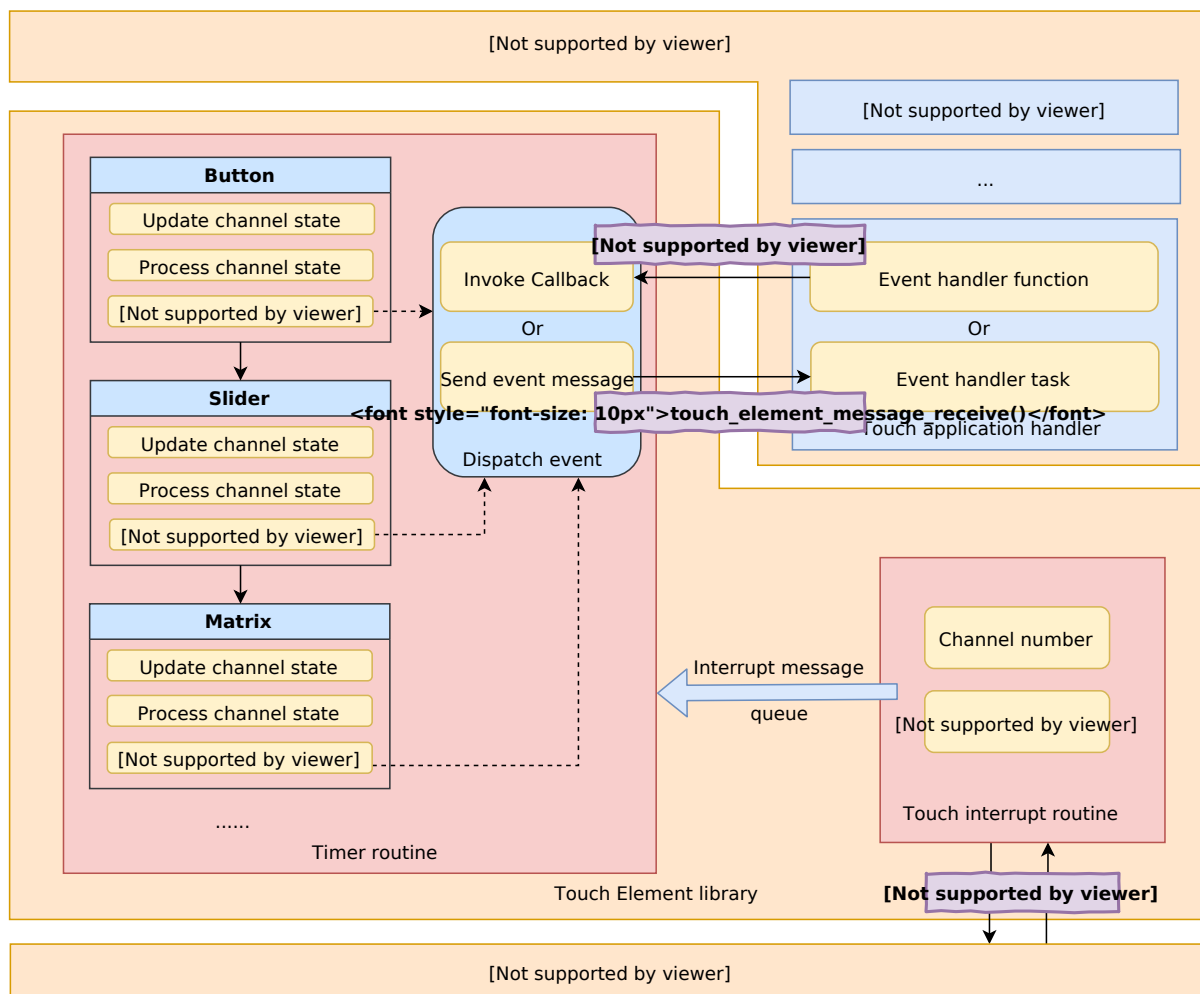 [Not supported by viewer]
[Not supported by viewer]
...
Button
Update channel state
Process channel state
[Not supported by viewer]
Slider
Update channel state
Process channel state
[Not supported by viewer]
Matrix
Update channel state
Process channel state
[Not supported by viewer]
......
Timer routine
Invoke Callback
Or
Send event message
Dispatch event
[Not supported by viewer]
<font style="font-size: 10px">touch_element_message_receive()</font>
Event handler function
Or
Event handler task
Touch application handler
Interrupt message
queue
Channel number
[Not supported by viewer]
Touch interrupt routine
Touch Element library
[Not supported by viewer]
[Not supported by viewer]